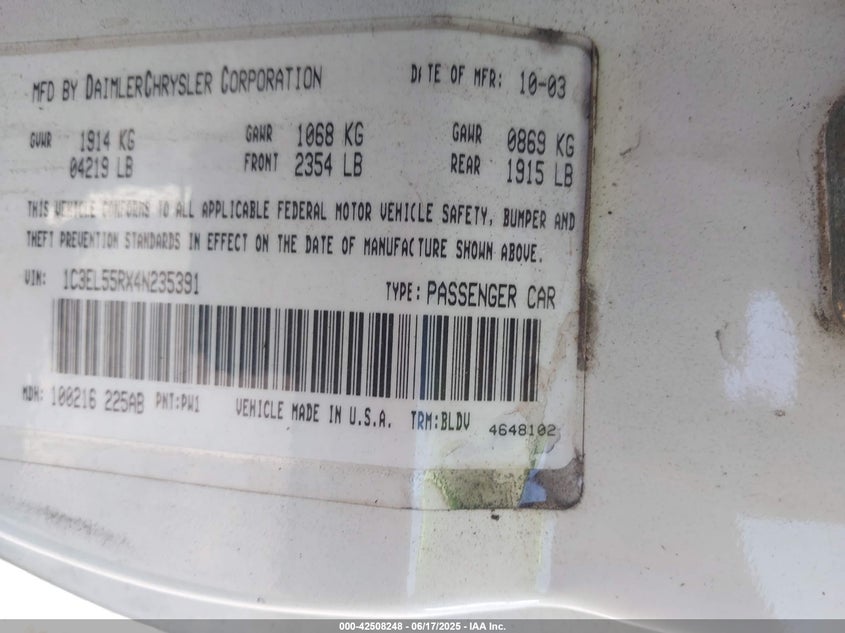 MFD BY DAIMLERCHRYSLER CORPORATION DATE OF MFR: 10-03
GVWR 1914 KG GAWR 1068 KG GAWR 0869 KG
04219 LB FRONT 2354 LB REAR 1915 LB
THIS VEHICLE CONFORMS TO ALL APPLICABLE FEDERAL MOTOR VEHICLE SAFETY, BUMPER AND
THEFT PREVENTION STANDARDS IN EFFECT ON THE DATE OF MANUFACTURE SHOWN ABOVE.
VIN: 1C3EL55RX4N235391 TYPE: PASSENGER CAR
MDH: 100216 225AB PNT:PW1 VEHICLE MADE IN U.S.A. TRM:BLDV 4648102
000-42508248 - 06/17/2025 - IAA Inc.